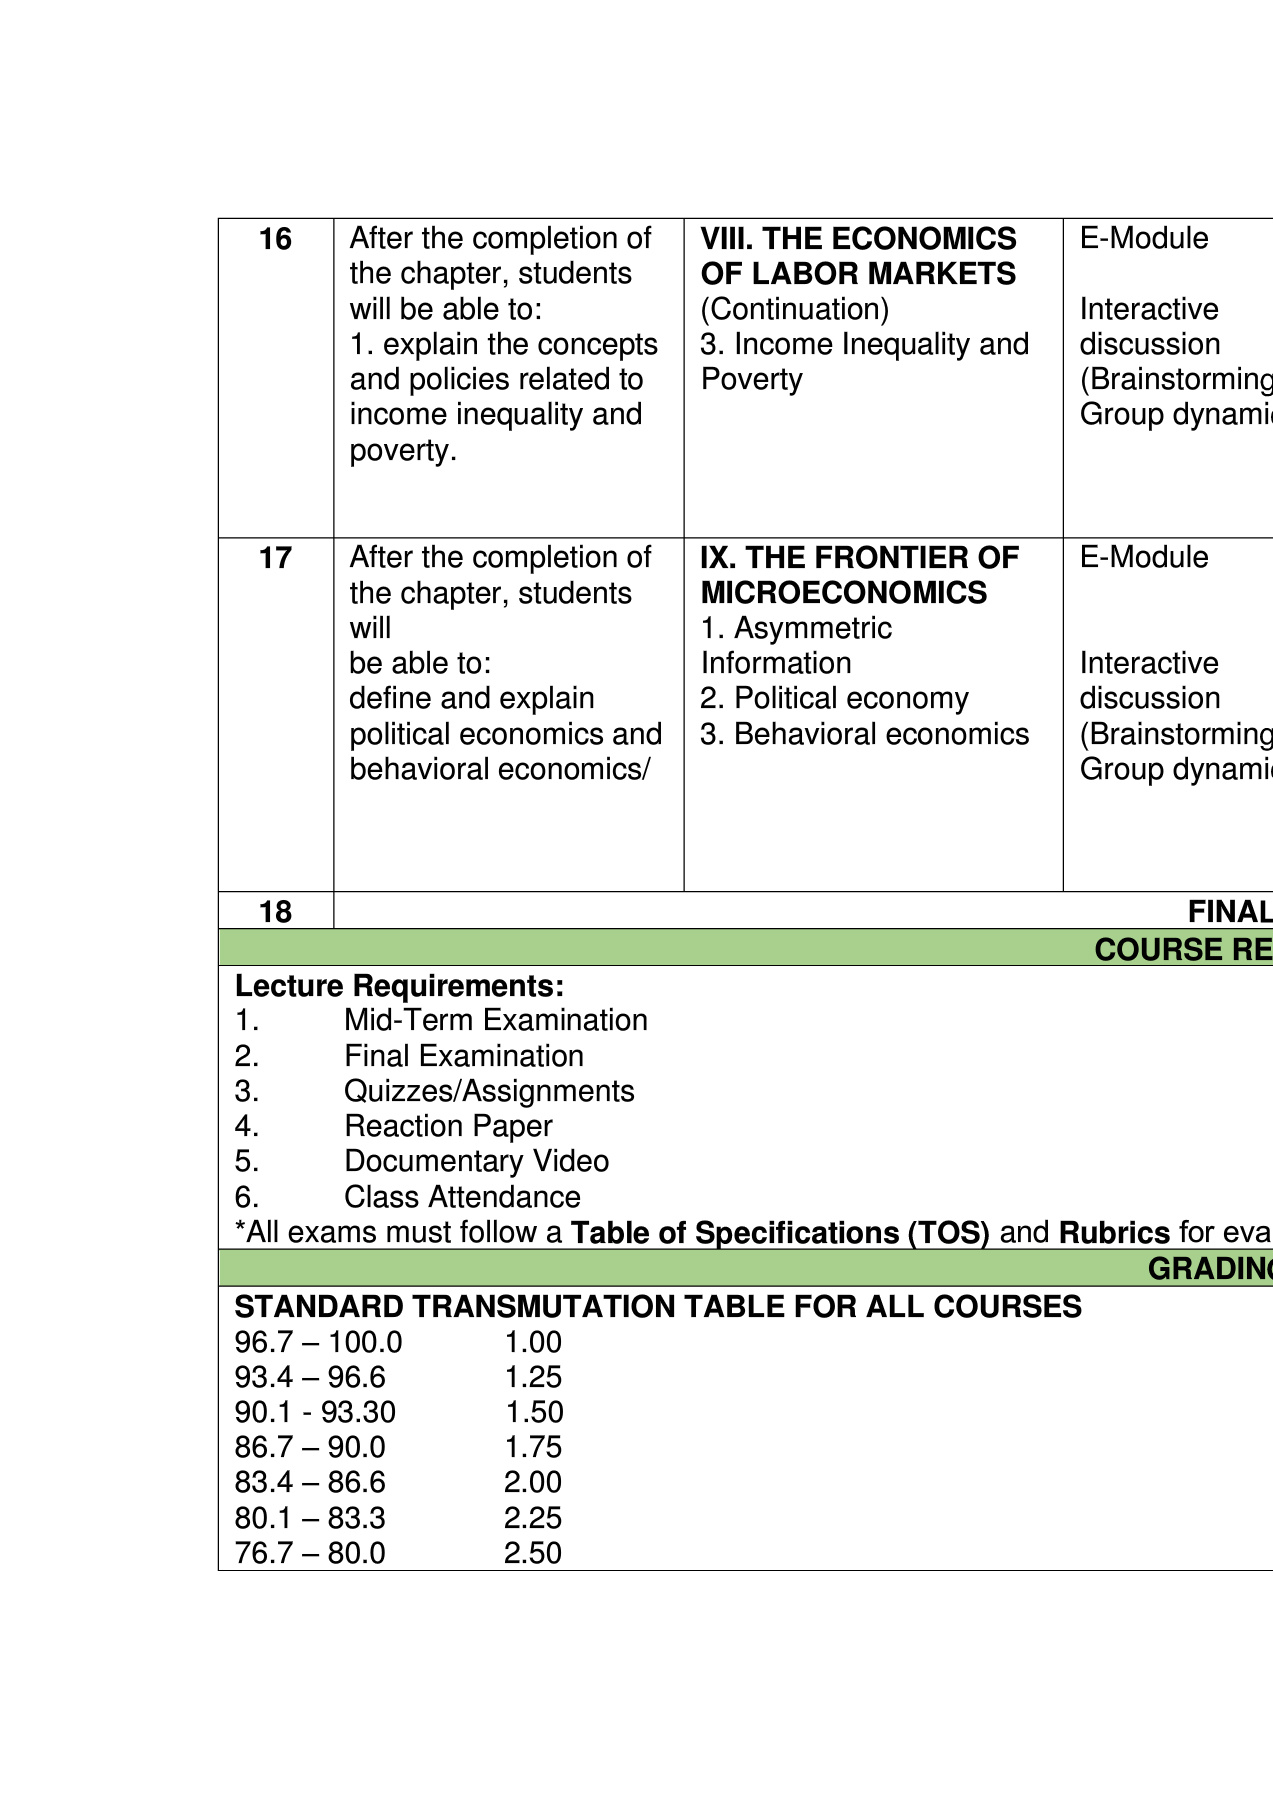 16
After the completion of
the chapter, students
will be able to:
1. explain the concepts
and policies related to
income inequality and
poverty.
VIII. THE ECONOMICS
OF LABOR MARKETS
(Continuation)
3. Income Inequality and
Poverty
E-Module
Interactive
discussion
(Brainstorming
Group dynamic
17
After the completion of
the chapter, students
will
be able to:
define and explain
political economics and
behavioral economics/
IX. THE FRONTIER OF
MICROECONOMICS
1. Asymmetric
Information
2. Political economy
3. Behavioral economics
E-Module
Interactive
discussion
(Brainstorming
Group dynamic
18 FINAL
COURSE RE
Lecture Requirements:
1. Mid-Term Examination
2. Final Examination
3. Quizzes/Assignments
4. Reaction Paper
5. Documentary Video
6. Class Attendance
*All exams must follow a Table of Specifications (TOS) and Rubrics for eva
GRADING
STANDARD TRANSMUTATION TABLE FOR ALL COURSES
96.7 – 100.0 1.00
93.4 – 96.6 1.25
90.1 - 93.30 1.50
86.7 – 90.0 1.75
83.4 – 86.6 2.00
80.1 – 83.3 2.25
76.7 – 80.0 2.50